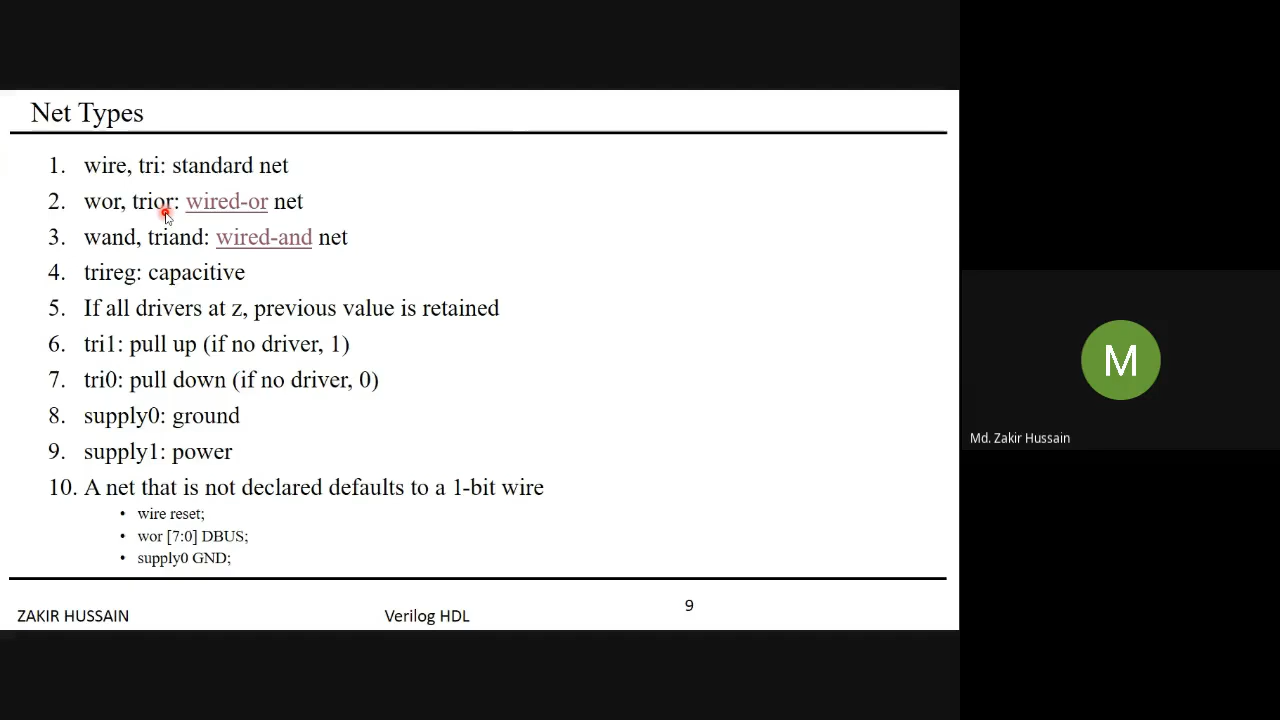 Net Types
1. wire, tri: standard net
2. wor, trior: wired-or net
3. wand, triand: wired-and net
4. trireg: capacitive
5. If all drivers at z, previous value is retained
6. tri1: pull up (if no driver, 1)
7. tri0: pull down (if no driver, 0)
8. supply0: ground
9. supply1: power
10. A net that is not declared defaults to a 1-bit wire
• wire reset;
• wor [7:0] DBUS;
• supply0 GND;
ZAKIR HUSSAIN
Verilog HDL
9
M
Md. Zakir Hussain